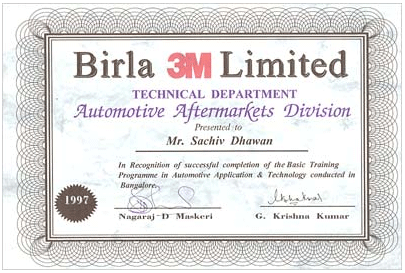 Birla 3M Limited
TECHNICAL DEPARTMENT
Automotive Aftermarkets Division
Presented to
Mr. Sachiv Dhawan
In Recognition of successful completion of the Basic Training
Programme in Automotive Application & Technology conducted in
Bangalore.
1997
Nagaraj D Maskeri
G. Krishna Kumar